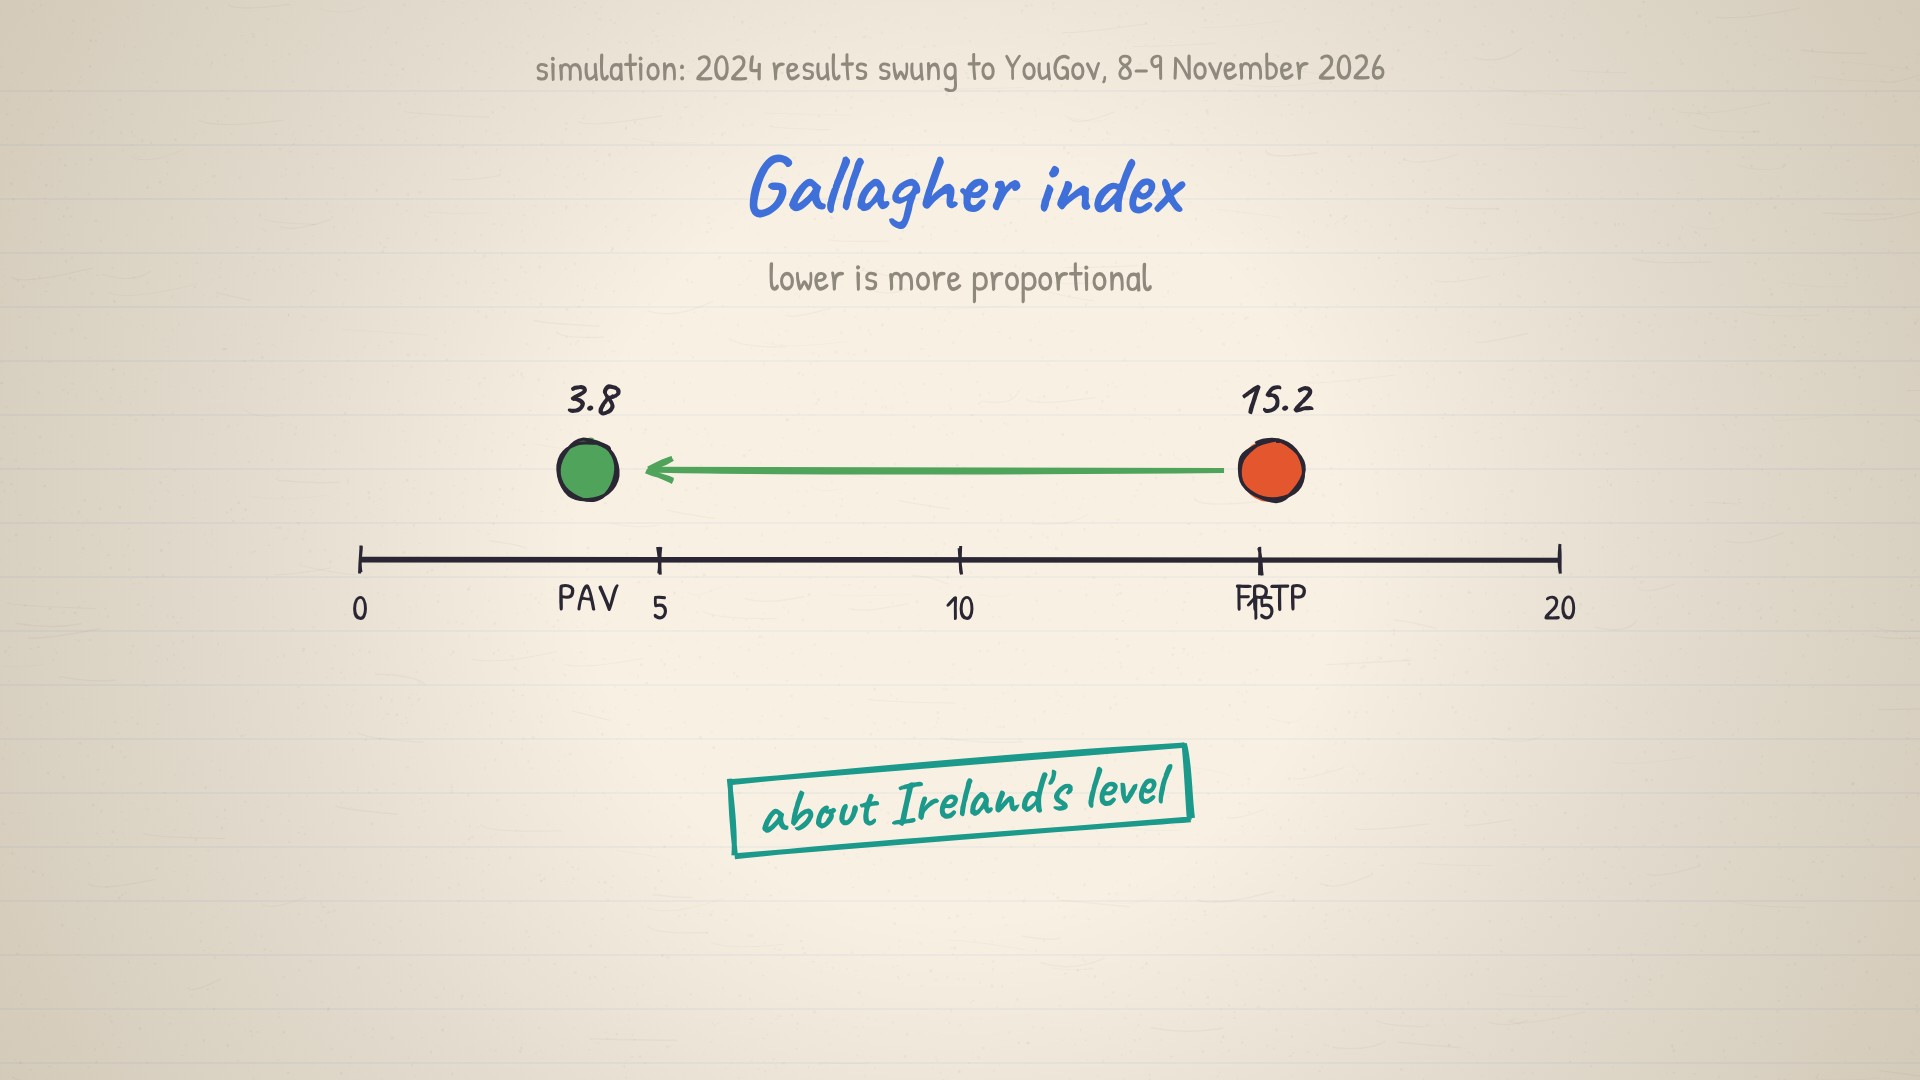 simulation: 2024 results swung to YouGov, 8–9 November 2026
Gallagher index
lower is more proportional
3.8 15.2
PAV FPTP
0 5 10 15 20
about Ireland's level